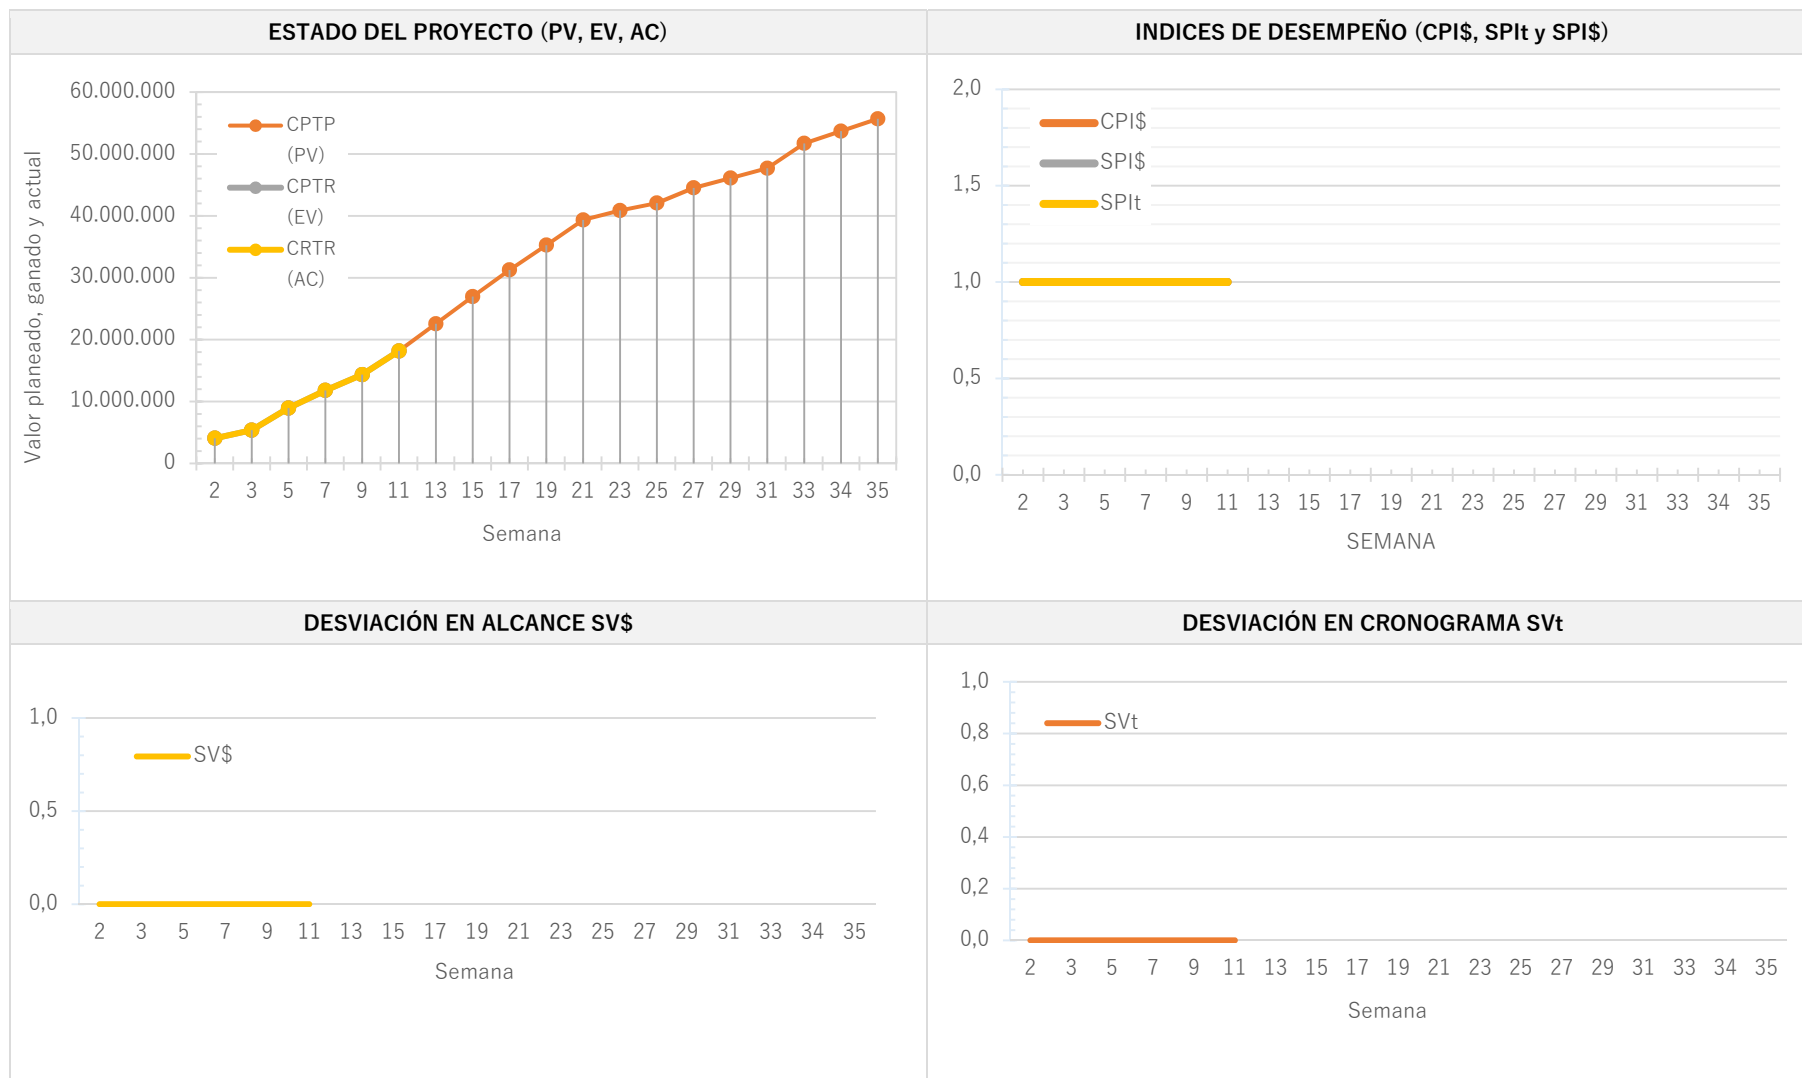 ESTADO DEL PROYECTO (PV, EV, AC)
Valor planeado, ganado y actual
60.000.000
50.000.000
40.000.000
30.000.000
20.000.000
10.000.000
0
CPTP
(PV)
CPTR
(EV)
CRTR
(AC)
2 3 5 7 9 11 13 15 17 19 21 23 25 27 29 31 33 34 35
Semana
INDICES DE DESEMPEÑO (CPI$, SPIt y SPI$)
2,0
1,5
1,0
0,5
0,0
CPI$
SPI$
SPIt
2 3 5 7 9 11 13 15 17 19 21 23 25 27 29 31 33 34 35
SEMANA
DESVIACIÓN EN ALCANCE SV$
1,0
0,5
0,0
SV$
2 3 5 7 9 11 13 15 17 19 21 23 25 27 29 31 33 34 35
Semana
DESVIACIÓN EN CRONOGRAMA SVt
1,0
0,8
0,6
0,4
0,2
0,0
SVt
2 3 5 7 9 11 13 15 17 19 21 23 25 27 29 31 33 34 35
Semana